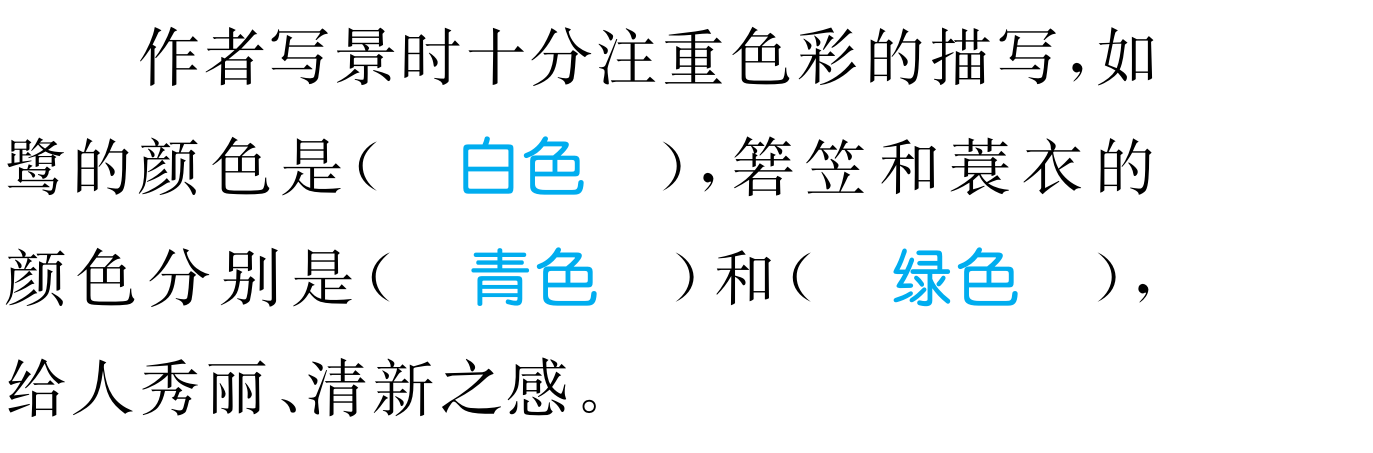 作者写景时十分注重色彩的描写,如
鹭的颜色是( 白色 ),箬笠和蓑衣的
颜色分别是( 青色 )和( 绿色 ),
给人秀丽、清新之感。